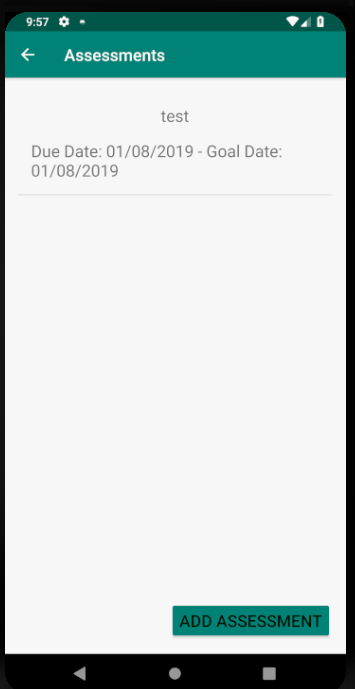 9:57
Assessments
test
Due Date: 01/08/2019 - Goal Date:
01/08/2019
ADD ASSESSMENT